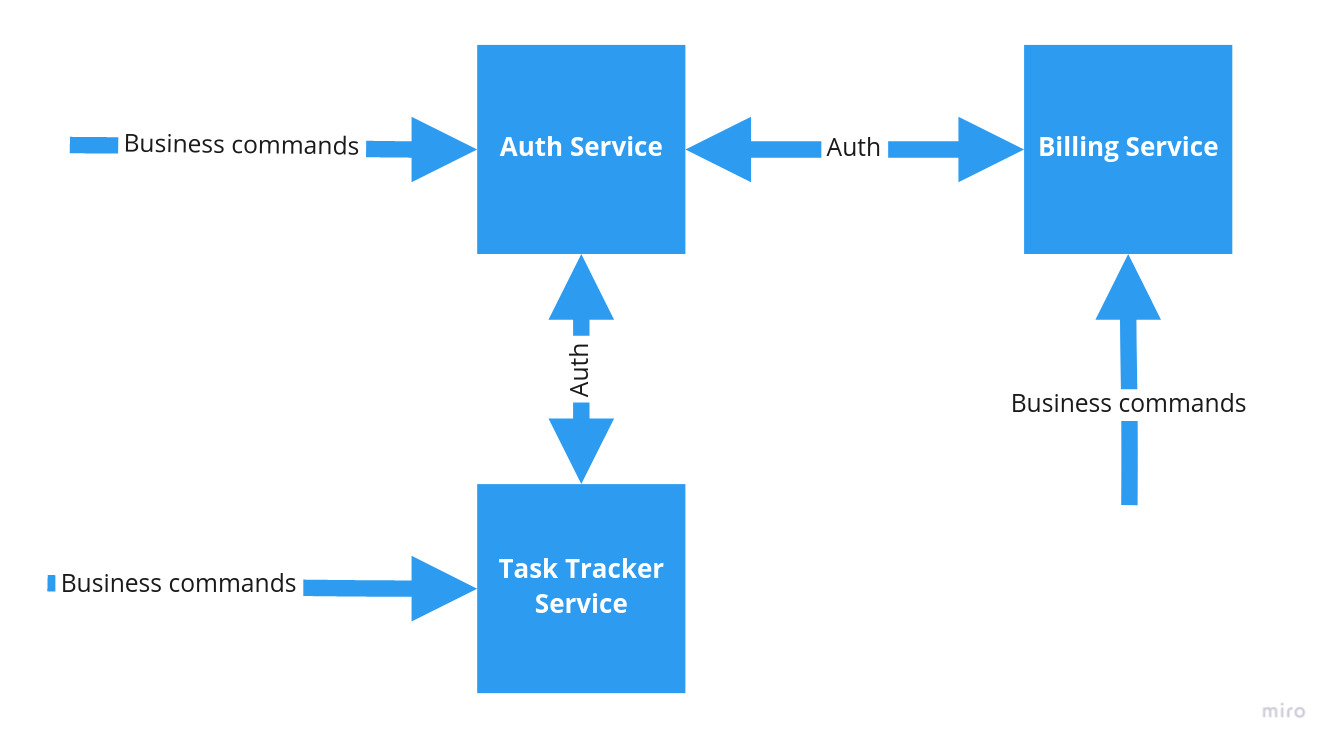 Business commands
Auth Service
Auth
Billing Service
Auth
Business commands
Business commands
Task Tracker
Service
miro